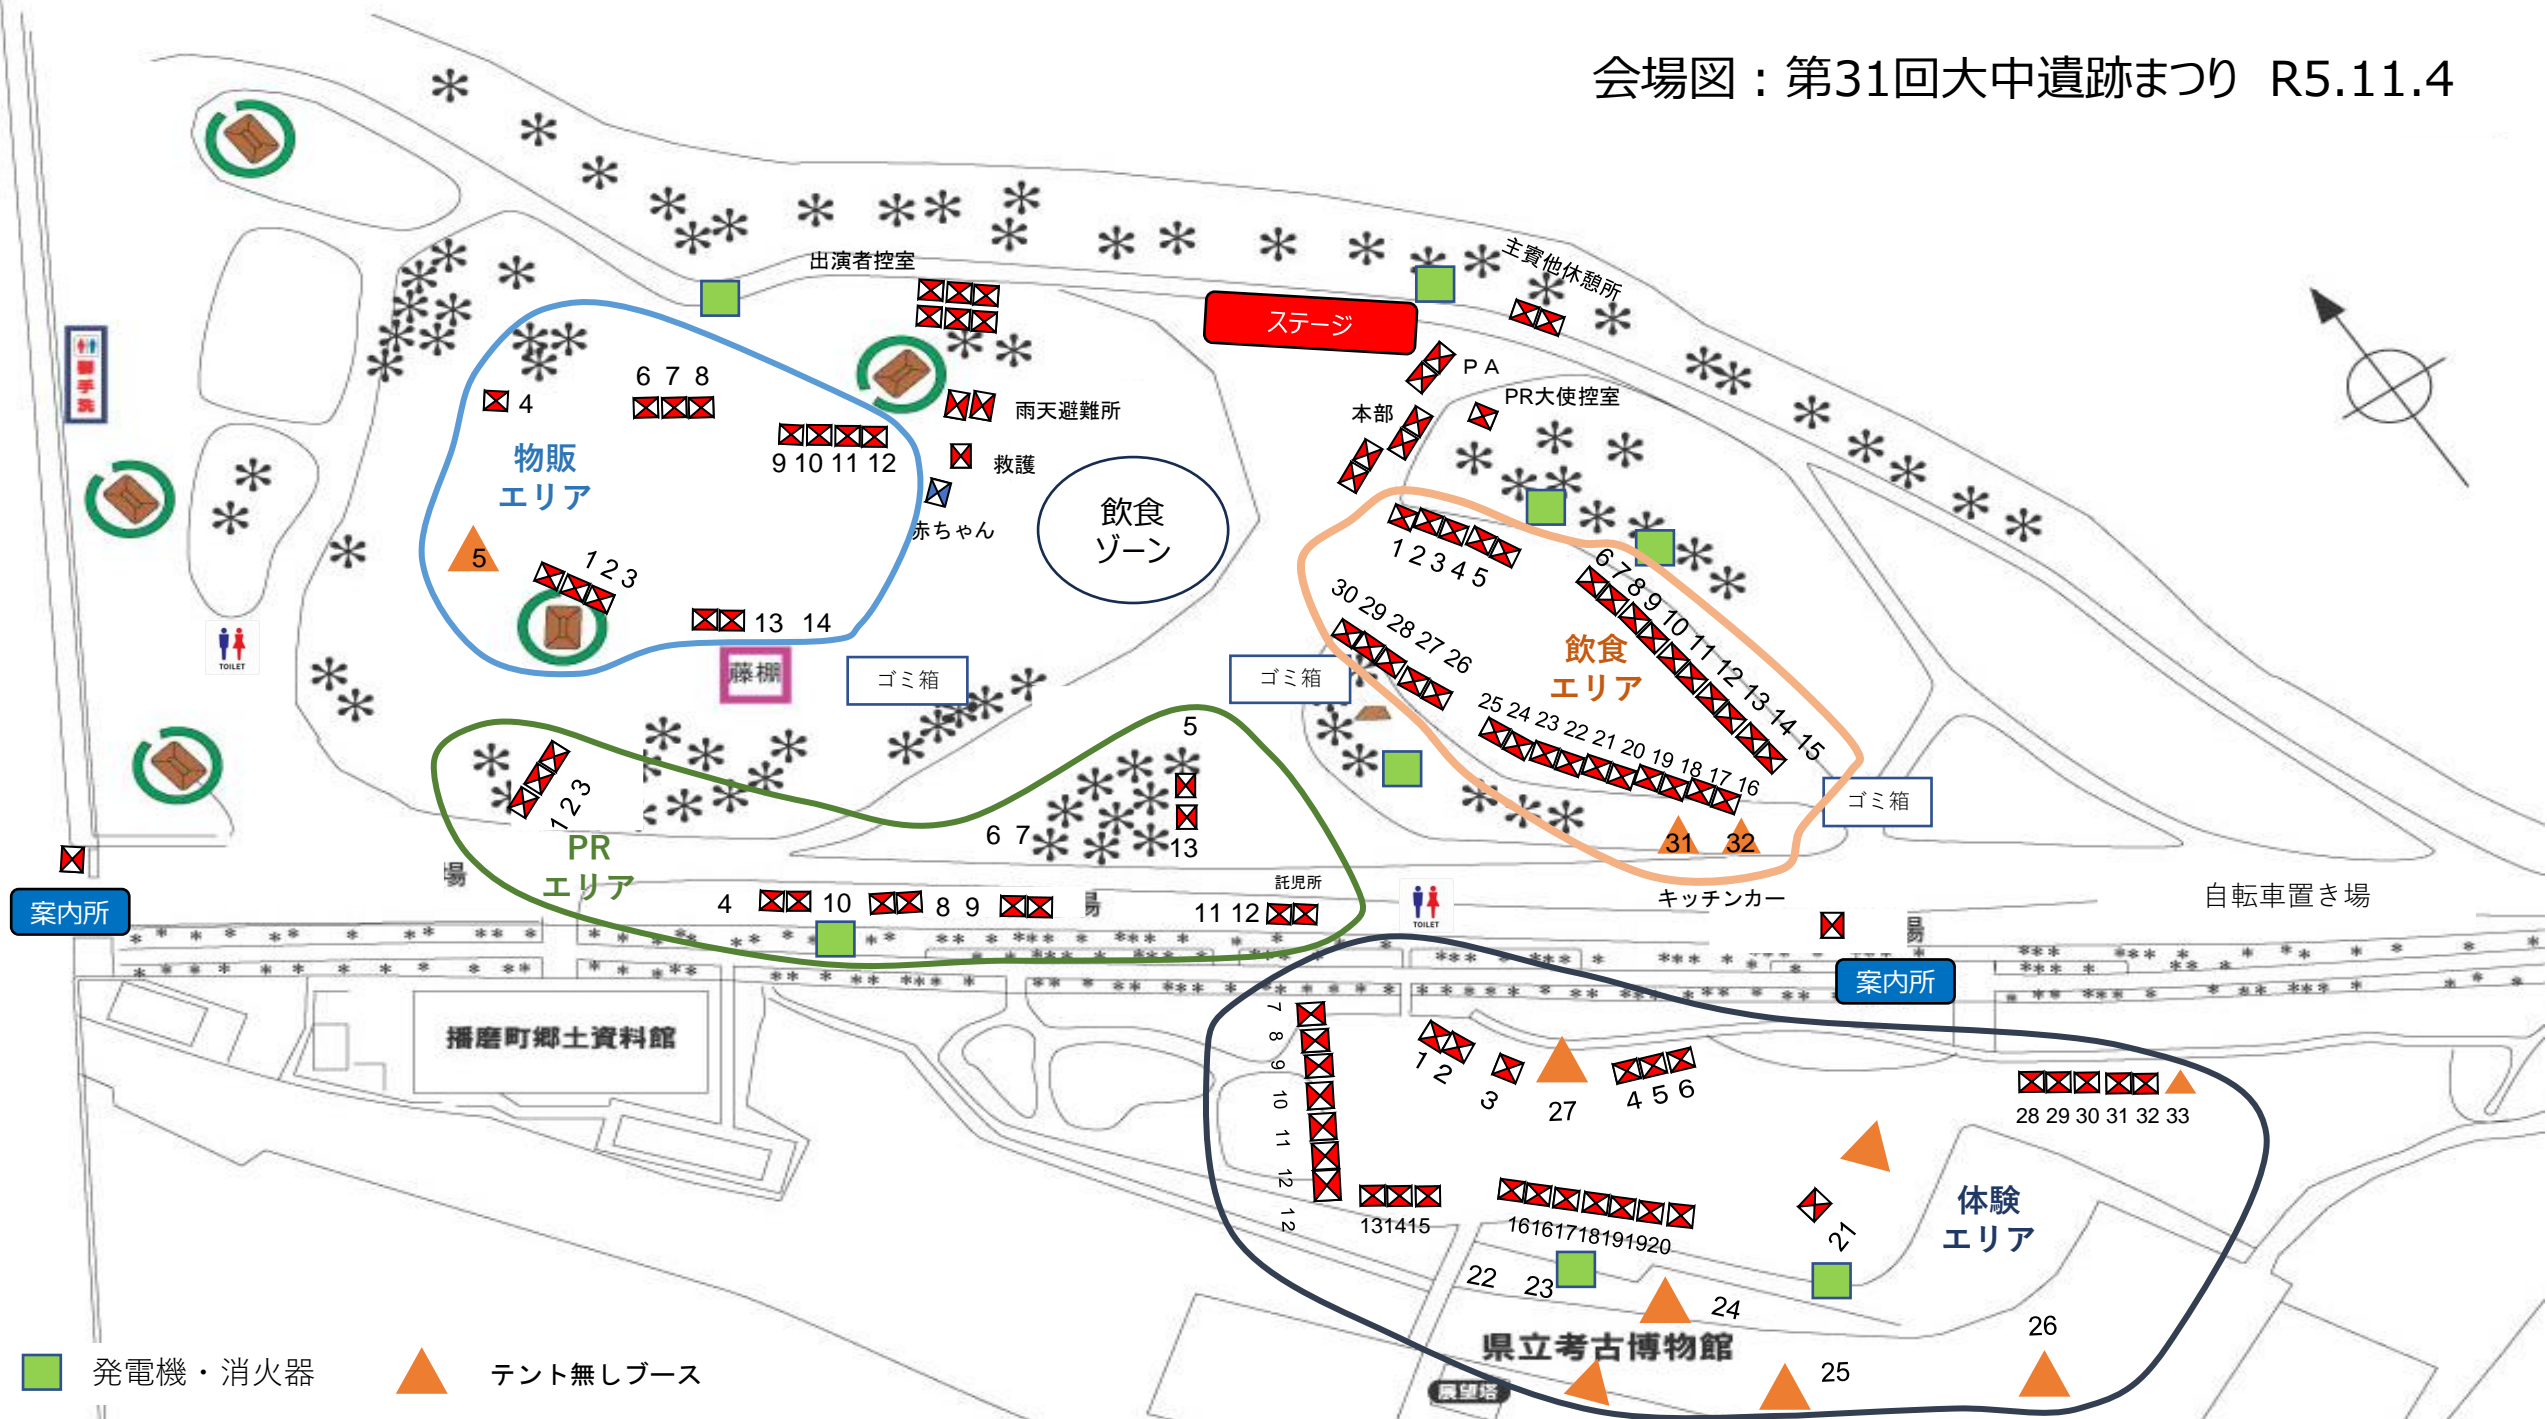 会場図：第31回大中遺跡まつり R5.11.4
出演者控室
主賓他休憩所
ステージ
PA
PR大使控室
本部
御手洗
6 7 8
4
9 10 11 12
雨天避難所
救護
赤ちゃん
物販
エリア
飲食
ゾーン
5
1 2 3
13 14
TOILET
藤棚
ゴミ箱
ゴミ箱
1 2 3 4 5
6 7 8 9 10 11 12 13 14 15
30 29 28 27 26
飲食
エリア
25 24 23 22 21 20 19 18 17 16
ゴミ箱
31 32
キッチンカー
5
1 2 3
6 7
13
PR
エリア
場
案内所
4
10
8 9
場
託児所
11 12
TOILET
自転車置き場
場
案内所
播磨町郷土資料館
7
8
9
10
11
12
12
1 2
3
27
4 5 6
28 29 30 31 32 33
131415
16161718191920
21
体験
エリア
22 23
24
県立考古博物館
25
26
展望塔
発電機・消火器
テント無しブース